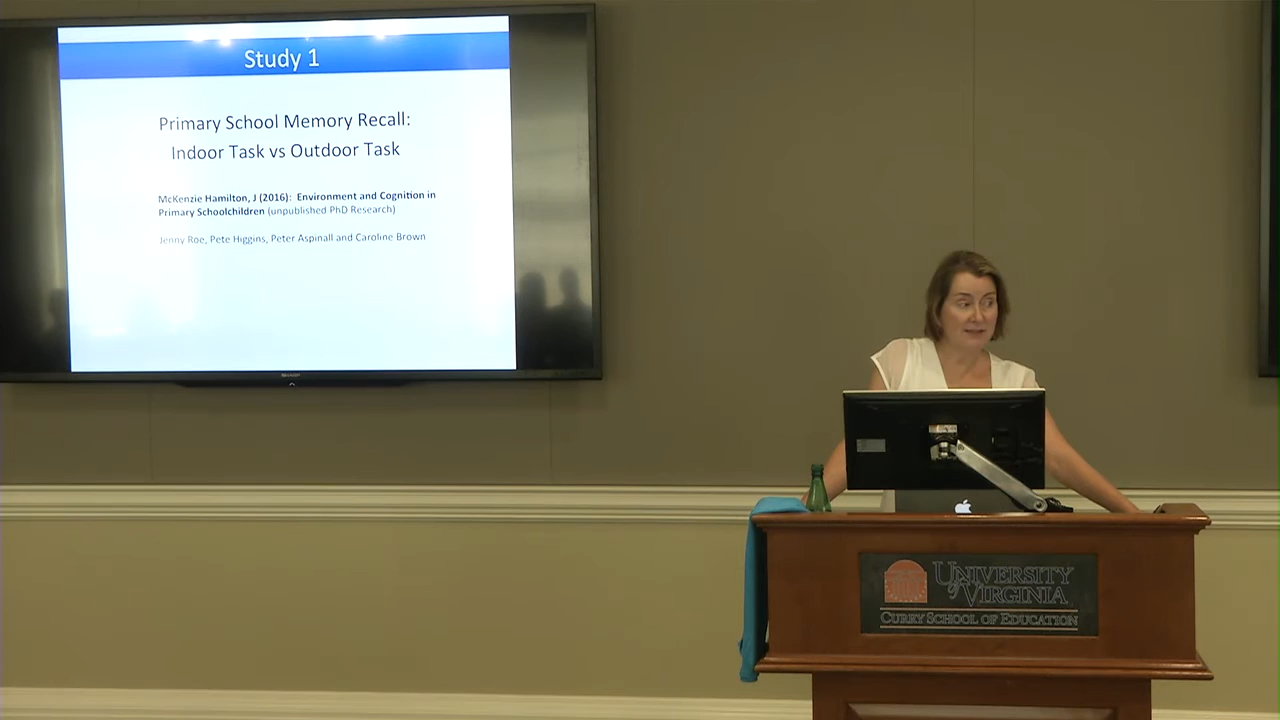 Study 1
Primary School Memory Recall:
Indoor Task vs Outdoor Task
McKenzie Hamilton, J (2016): Environment and Cognition in
Primary Schoolchildren (unpublished PhD Research)
Jenny Roe, Pete Higgins, Peter Aspinall and Caroline Brown
SHARP
UNIVERSITY
of VIRGINIA
CURRY SCHOOL OF EDUCATION